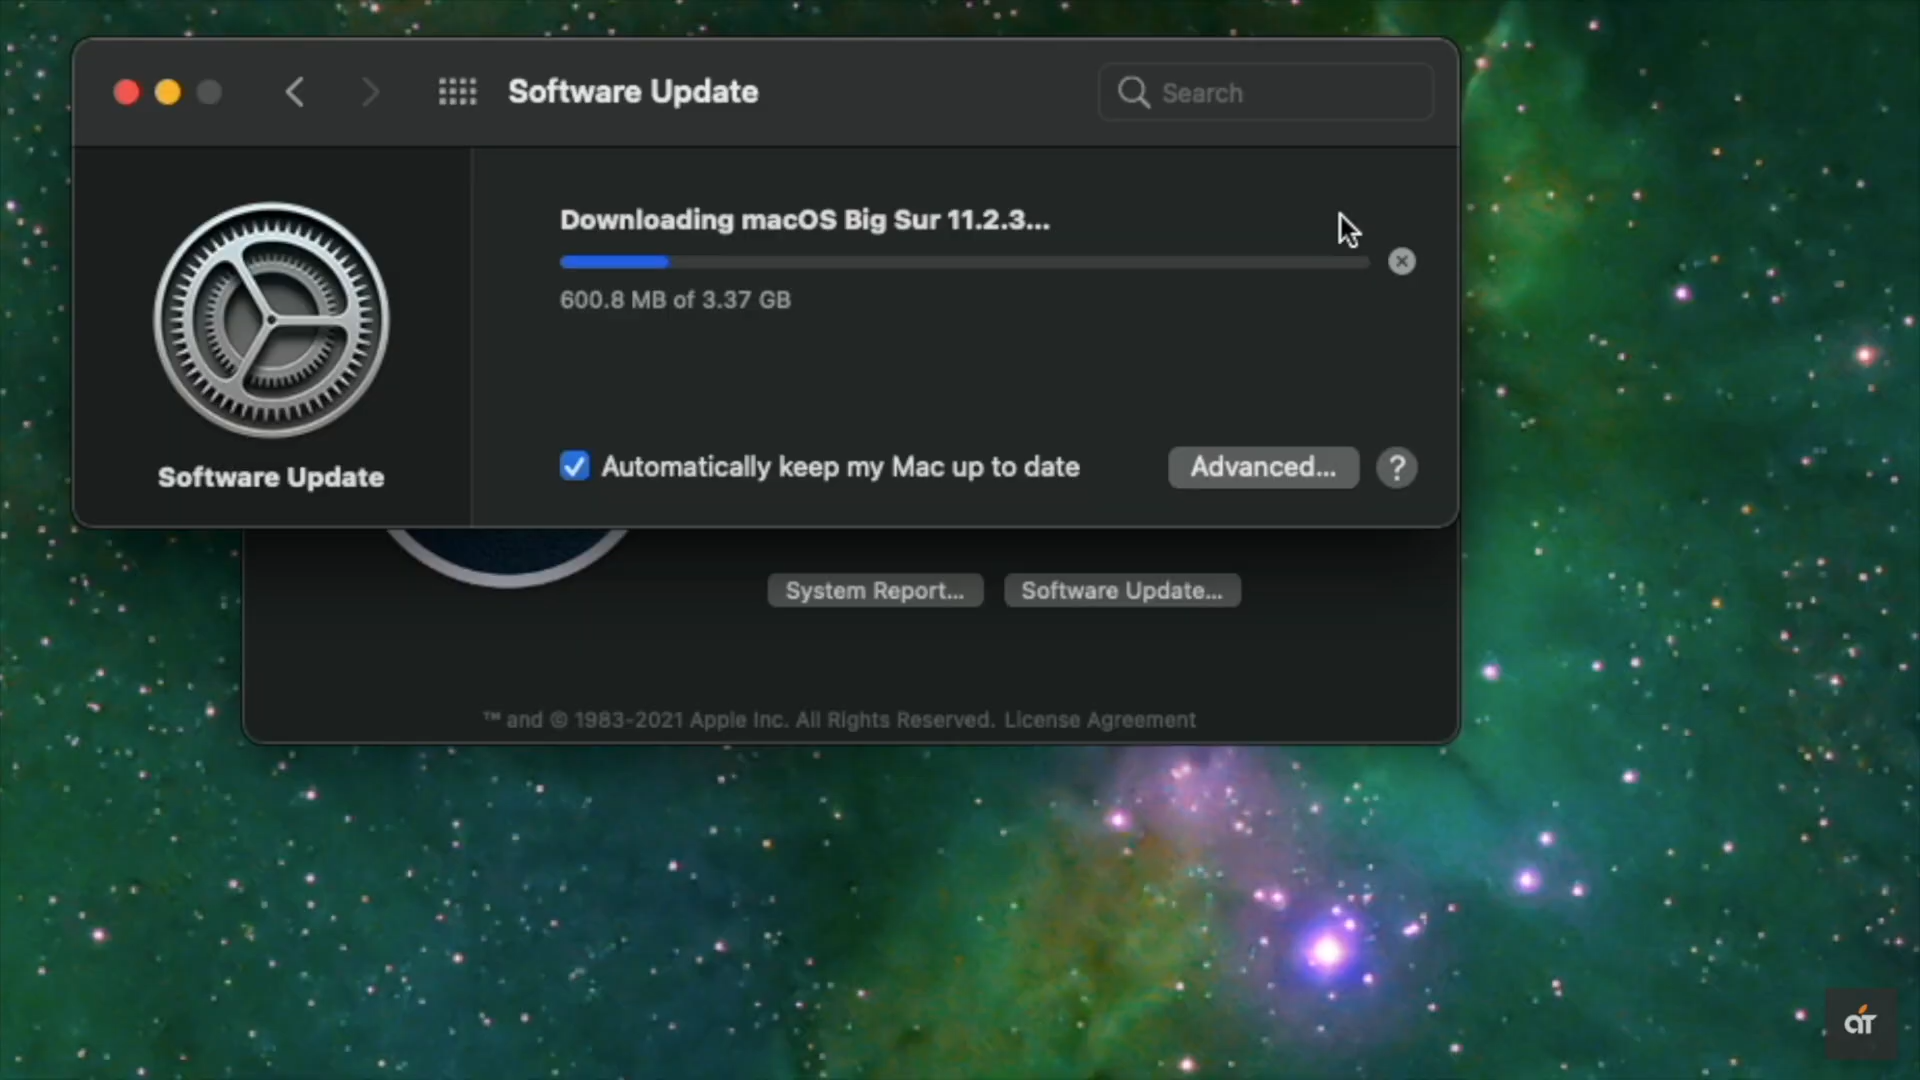 Software Update
Search
Downloading macOS Big Sur 11.2.3...
600.8 MB of 3.37 GB
Software Update
Automatically keep my Mac up to date
Advanced...
?
System Report...
Software Update...
™ and © 1983-2021 Apple Inc. All Rights Reserved. License Agreement
aT